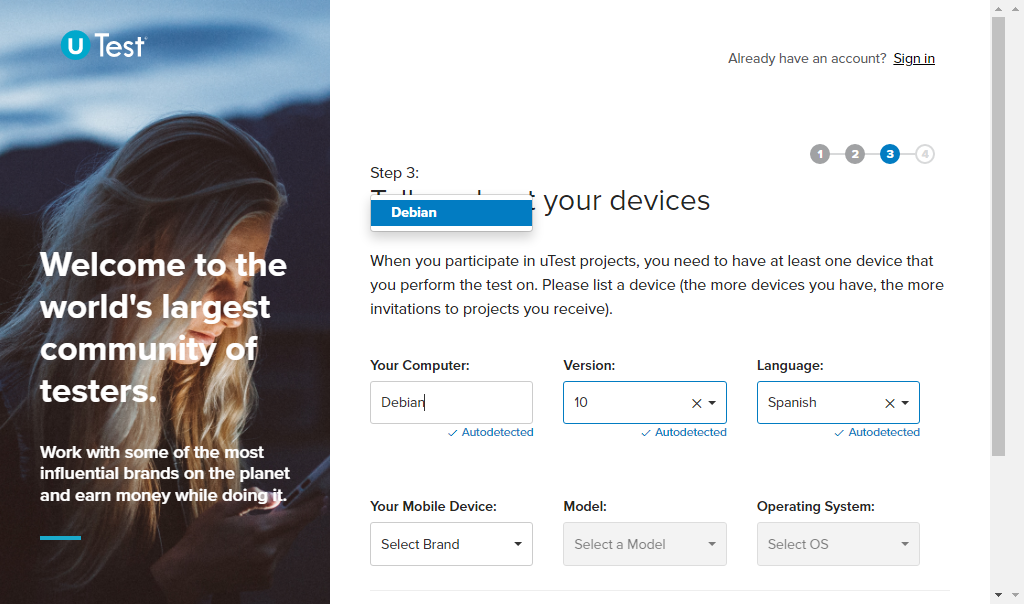 U Test
Already have an account? Sign in
1 2 3 4
Step 3:
your devices
Debian
When you participate in uTest projects, you need to have at least one device that
you perform the test on. Please list a device (the more devices you have, the more
invitations to projects you receive).
Your Computer: Version: Language:
Debian 10 Spanish
Autodetected Autodetected Autodetected
Your Mobile Device: Model: Operating System:
Select Brand Select a Model Select OS
Welcome to the
world's largest
community of
testers.
Work with some of the most
influential brands on the planet
and earn money while doing it.